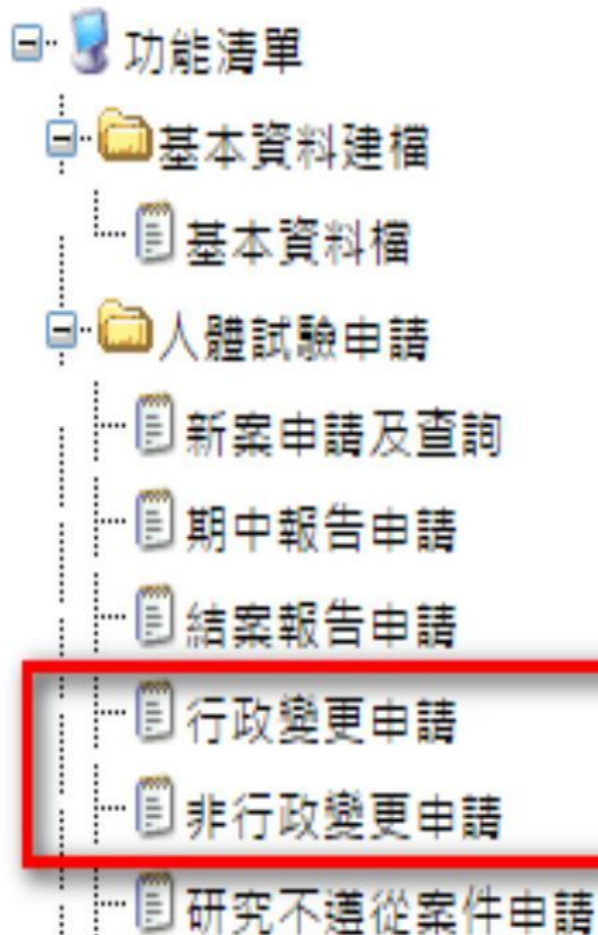 功能清單
基本資料建檔
基本資料檔
人體試驗申請
新案申請及查詢
期中報告申請
結案報告申請
行政變更申請
非行政變更申請
研究不遵從案件申請